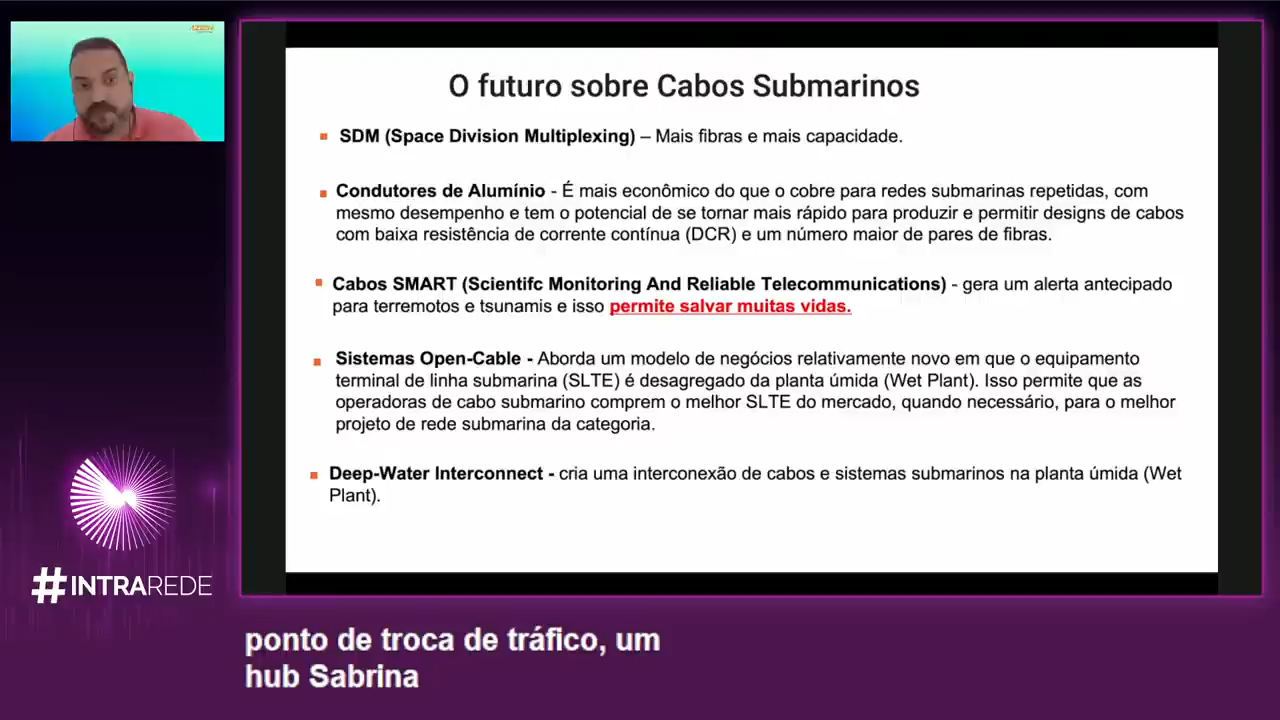 O futuro sobre Cabos Submarinos
SDM (Space Division Multiplexing) – Mais fibras e mais capacidade.
Condutores de Alumínio - É mais econômico do que o cobre para redes submarinas repetidas, com
mesmo desempenho e tem o potencial de se tornar mais rápido para produzir e permitir designs de cabos
com baixa resistência de corrente contínua (DCR) e um número maior de pares de fibras.
Cabos SMART (Scientifc Monitoring And Reliable Telecommunications) - gera um alerta antecipado
para terremotos e tsunamis e isso permite salvar muitas vidas.
Sistemas Open-Cable - Aborda um modelo de negócios relativamente novo em que o equipamento
terminal de linha submarina (SLTE) é desagregado da planta úmida (Wet Plant). Isso permite que as
operadoras de cabo submarino comprem o melhor SLTE do mercado, quando necessário, para o melhor
projeto de rede submarina da categoria.
Deep-Water Interconnect - cria uma interconexão de cabos e sistemas submarinos na planta úmida (Wet
Plant).
#INTRAREDE
ponto de troca de tráfico, um
hub Sabrina